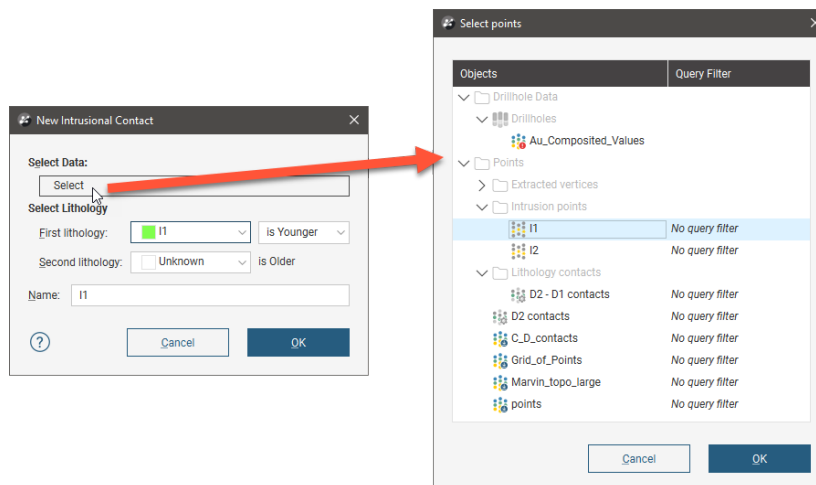 New Intrusional Contact
Select Data:
Select
Select Lithology
First lithology: I1 is Younger
Second lithology: Unknown is Older
Name: I1
? Cancel OK
Select points
Objects Query Filter
Drillhole Data
Drillholes
Au_Composited_Values
Points
Extracted vertices
Intrusion points
I1 No query filter
I2 No query filter
Lithology contacts
D2 - D1 contacts No query filter
D2 contacts No query filter
C_D_contacts No query filter
Grid_of_Points No query filter
Marvin_topo_large No query filter
points No query filter
Cancel OK